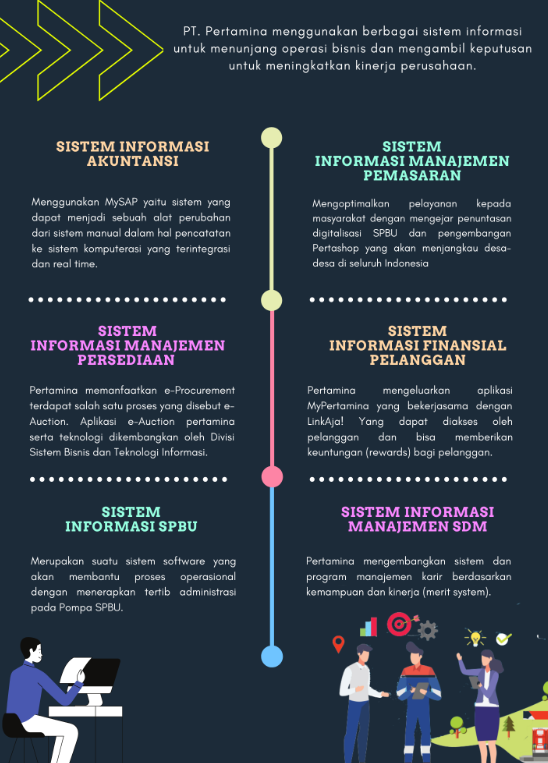 PT. Pertamina menggunakan berbagai sistem informasi
untuk menunjang operasi bisnis dan mengambil keputusan
untuk meningkatkan kinerja perusahaan.
SISTEM INFORMASI
AKUNTANSI
Menggunakan MySAP yaitu sistem yang
dapat menjadi sebuah alat perubahan
dari sistem manual dalam hal pencatatan
ke sistem komputerasi yang terintegrasi
dan real time.
SISTEM
INFORMASI MANAJEMEN
PEMASARAN
Mengoptimalkan pelayanan kepada
masyarakat dengan mengejar penuntasan
digitalisasi SPBU dan pengembangan
Pertashop yang akan menjangkau desa-
desa di seluruh Indonesia
SISTEM
INFORMASI MANAJEMEN
PERSEDIAAN
Pertamina memanfaatkan e-Procurement
terdapat salah satu proses yang disebut e-
Auction. Aplikasi e-Auction pertamina
serta teknologi dikembangkan oleh Divisi
Sistem Bisnis dan Teknologi Informasi.
SISTEM
INFORMASI FINANSIAL
PELANGGAN
Pertamina mengeluarkan aplikasi
MyPertamina yang bekerjasama dengan
LinkAja! Yang dapat diakses oleh
pelanggan dan bisa memberikan
keuntungan (rewards) bagi pelanggan.
SISTEM
INFORMASI SPBU
Merupakan suatu sistem software yang
akan membantu proses operasional
dengan menerapkan tertib administrasi
pada Pompa SPBU.
SISTEM INFORMASI
MANAJEMEN SDM
Pertamina mengembangkan sistem dan
program manajemen karir berdasarkan
kemampuan dan kinerja (merit system).